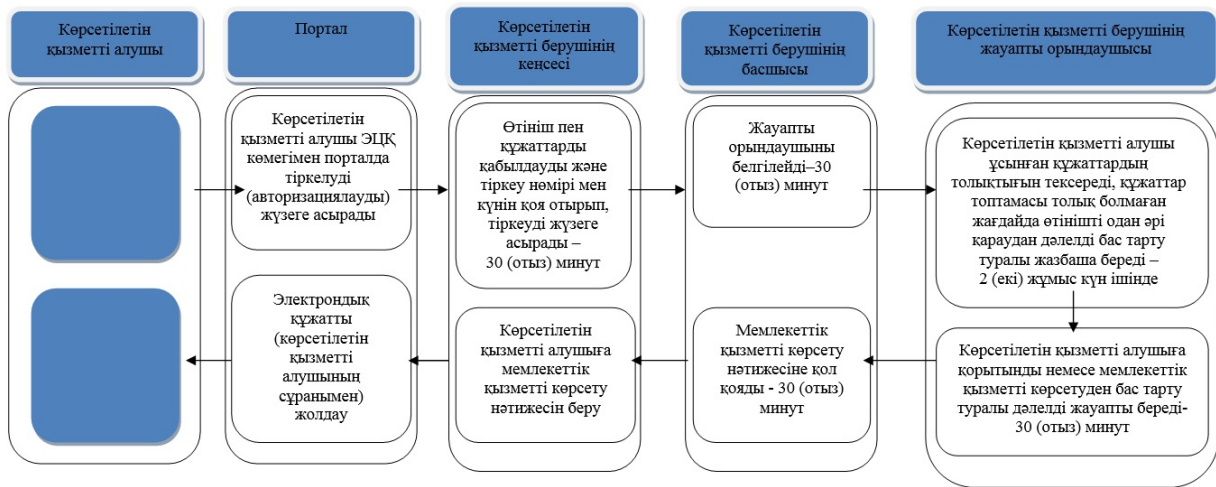 Көрсетілетін
қызметті алушы
Портал
Көрсетілетін
қызметті берушінің
кеңсесі
Көрсетілетін
қызметті берушінің
басшысы
Көрсетілетін қызметті берушінің
жауапты орындаушысы
Көрсетілетін
қызметті алушы ЭЦҚ
көмегімен порталда
тіркелуді
(авторизациялауды)
жүзеге асырады
Өтініш пен
құжаттарды
қабылдауды және
тіркеу нөмірі мен
күнін қоя отырып,
тіркеуді жүзеге
асырады –
30 (отыз) минут
Жауапты
орындаушыны
белгілейді–30
(отыз) минут
Көрсетілетін қызметті алушы
ұсынған құжаттардың
толықтығын тексереді, құжаттар
топтамасы толық болмаған
жағдайда өтінішті одан әрі
қараудан дәлелді бас тарту
туралы жазбаша береді –
2 (екі) жұмыс күн ішінде
Электрондық
құжатты
(көрсетілетін
қызметті
алушының
сұранымен)
жолдау
Көрсетілетін
қызметті алушыға
мемлекеттік
қызметті көрсету
нәтижесін беру
Мемлекеттік
қызметті көрсету
нәтижесіне қол
қояды - 30 (отыз)
минут
Көрсетілетін қызметті алушыға
қорытынды немесе мемлекеттік
қызметті көрсетуден бас тарту
туралы дәлелді жауапты береді-
30 (отыз) минут